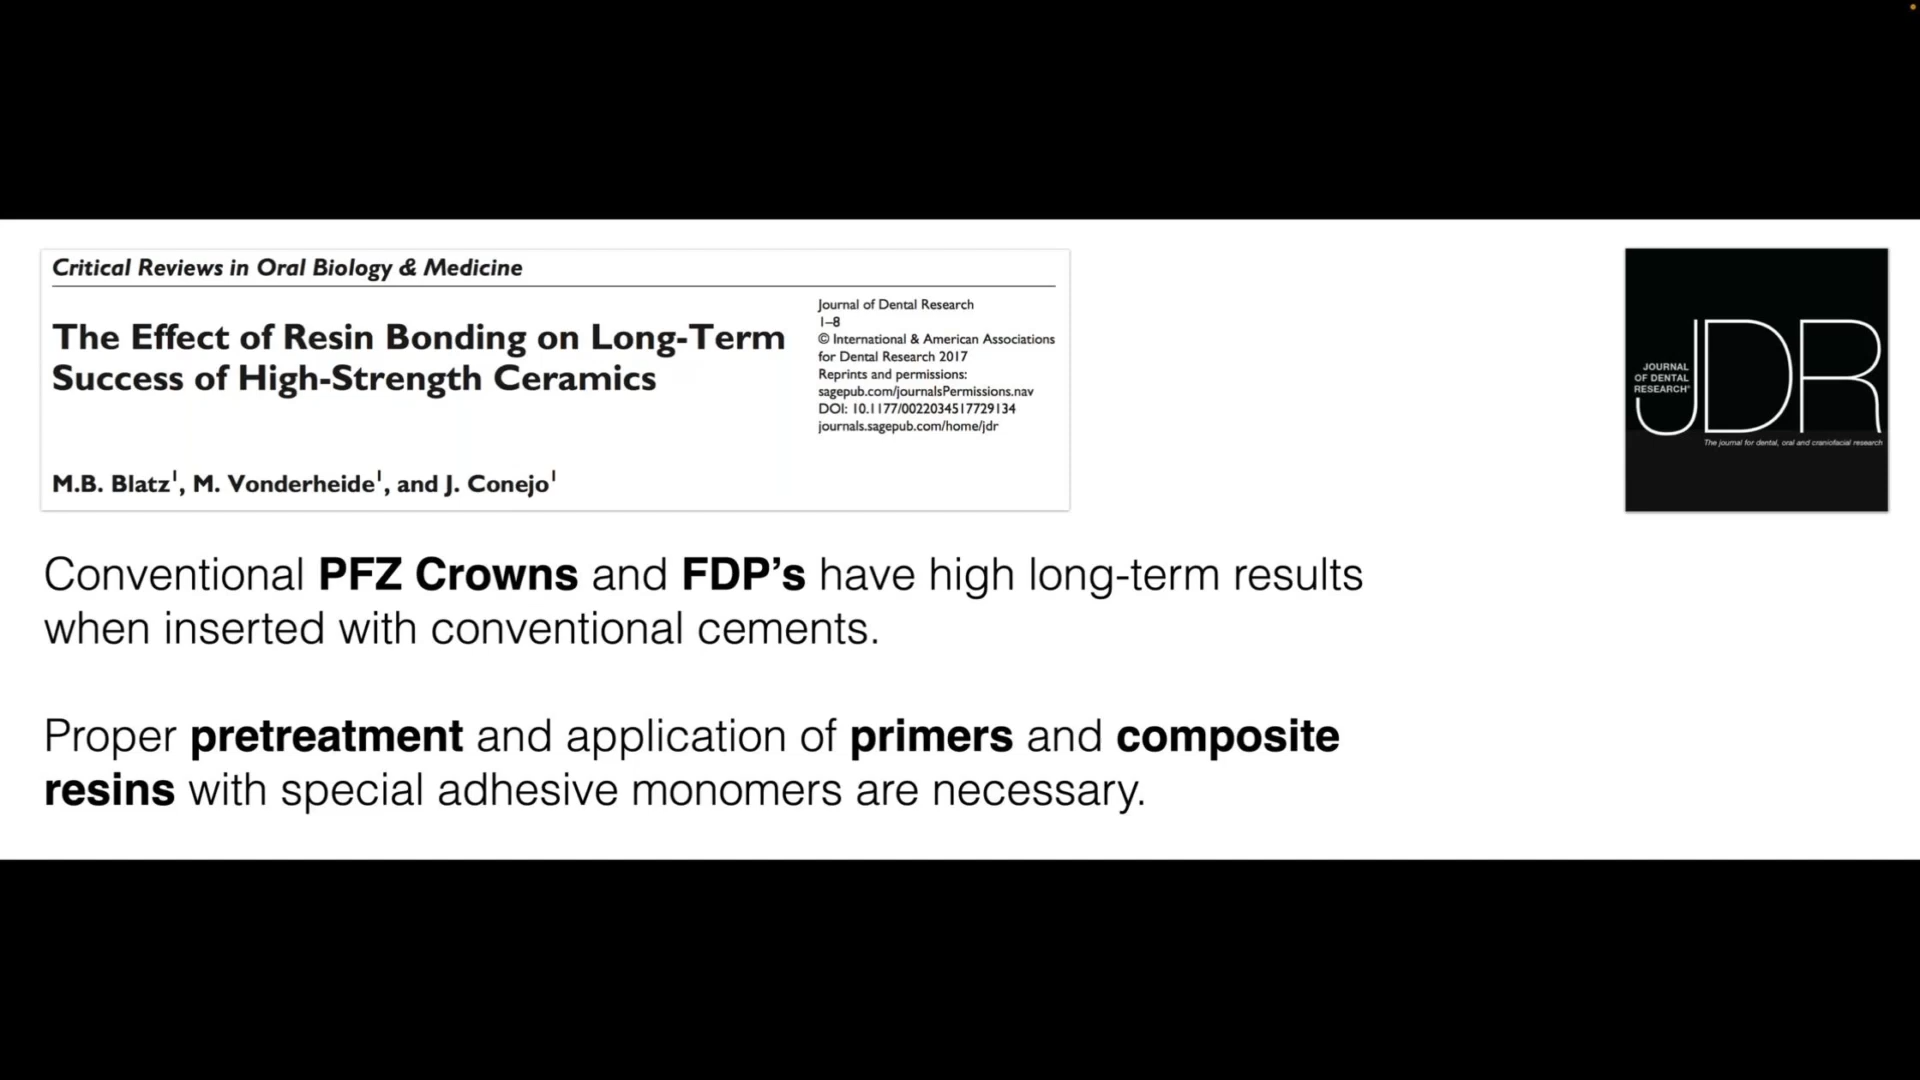 Critical Reviews in Oral Biology & Medicine
The Effect of Resin Bonding on Long-Term
Success of High-Strength Ceramics
M.B. Blatz¹, M. Vonderheide¹, and J. Conejo¹
Journal of Dental Research
1–8
© International & American Associations
for Dental Research 2017
Reprints and permissions:
sagepub.com/journalsPermissions.nav
DOI: 10.1177/0022034517729134
journals.sagepub.com/home/jdr
JOURNAL
OF DENTAL
RESEARCH®
JDR
The journal for dental, oral and craniofacial research
Conventional PFZ Crowns and FDP’s have high long-term results
when inserted with conventional cements.
Proper pretreatment and application of primers and composite
resins with special adhesive monomers are necessary.